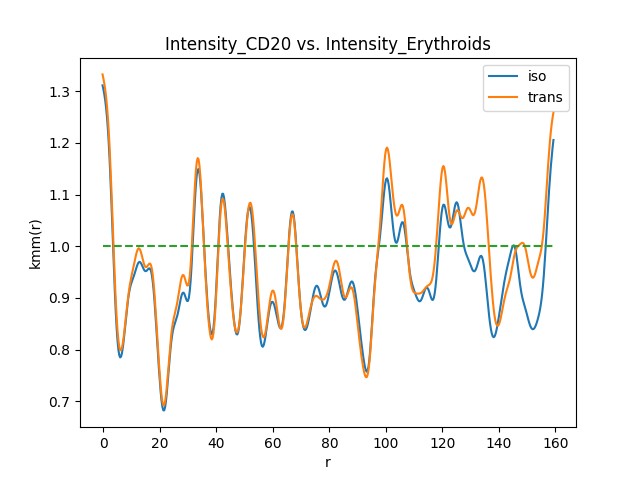 Intensity_CD20 vs. Intensity_Erythroids
iso
trans
kmm(r)
1.3
1.2
1.1
1.0
0.9
0.8
0.7
0 20 40 60 80 100 120 140 160
r